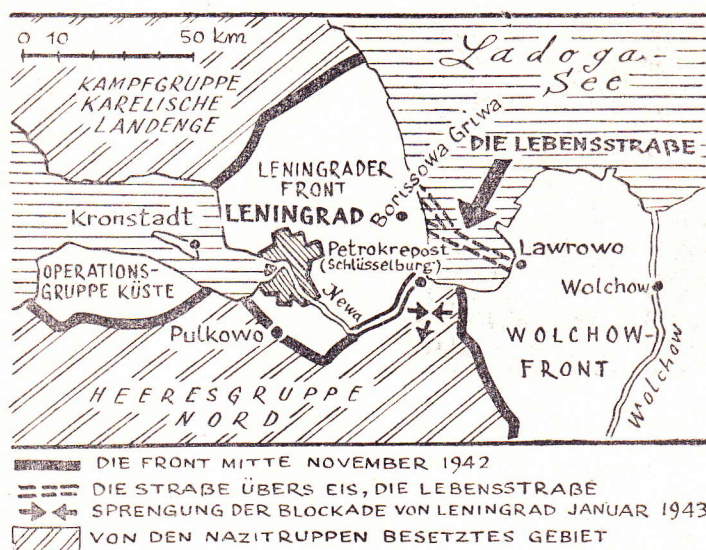 0 10 50 km
KAMPFGRUPPE
KARELISCHE
LANDENGE
Ladoga-
See
Borissowa Griwa
DIE LEBENSSTRAßE
LENINGRADER
FRONT
LENINGRAD
Kronstadt
Petrokrepost
(Schlüsselburg)
Lawrowo
OPERATIONS-
GRUPPE KÜSTE
Newa
Wolchow
Pulkowo
WOLCHOW-
FRONT
Wolchow
HEERESGRUPPE
NORD
DIE FRONT MITTE NOVEMBER 1942
DIE STRAßE ÜBERS EIS, DIE LEBENSSTRAßE
SPRENGUNG DER BLOCKADE VON LENINGRAD JANUAR 1943
VON DEN NAZITRUPPEN BESETZTES GEBIET